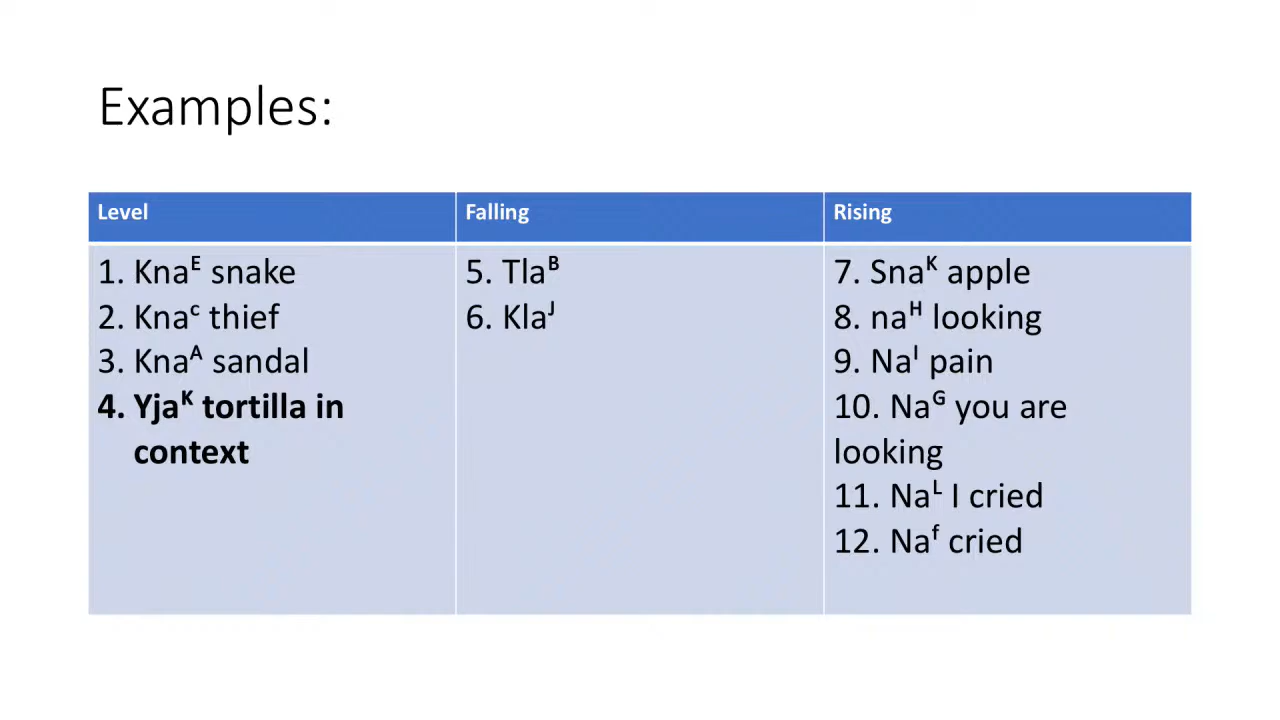 Examples:
Level
Falling
Rising
1. Knaᴱ snake
2. Knaᶜ thief
3. Knaᴬ sandal
4. Yjaᴷ tortilla in
context
5. Tlaᴮ
6. Klaᴶ
7. Snaᴷ apple
8. naᴴ looking
9. Naᴵ pain
10. Naᴳ you are
looking
11. Naᴸ I cried
12. Naᶠ cried